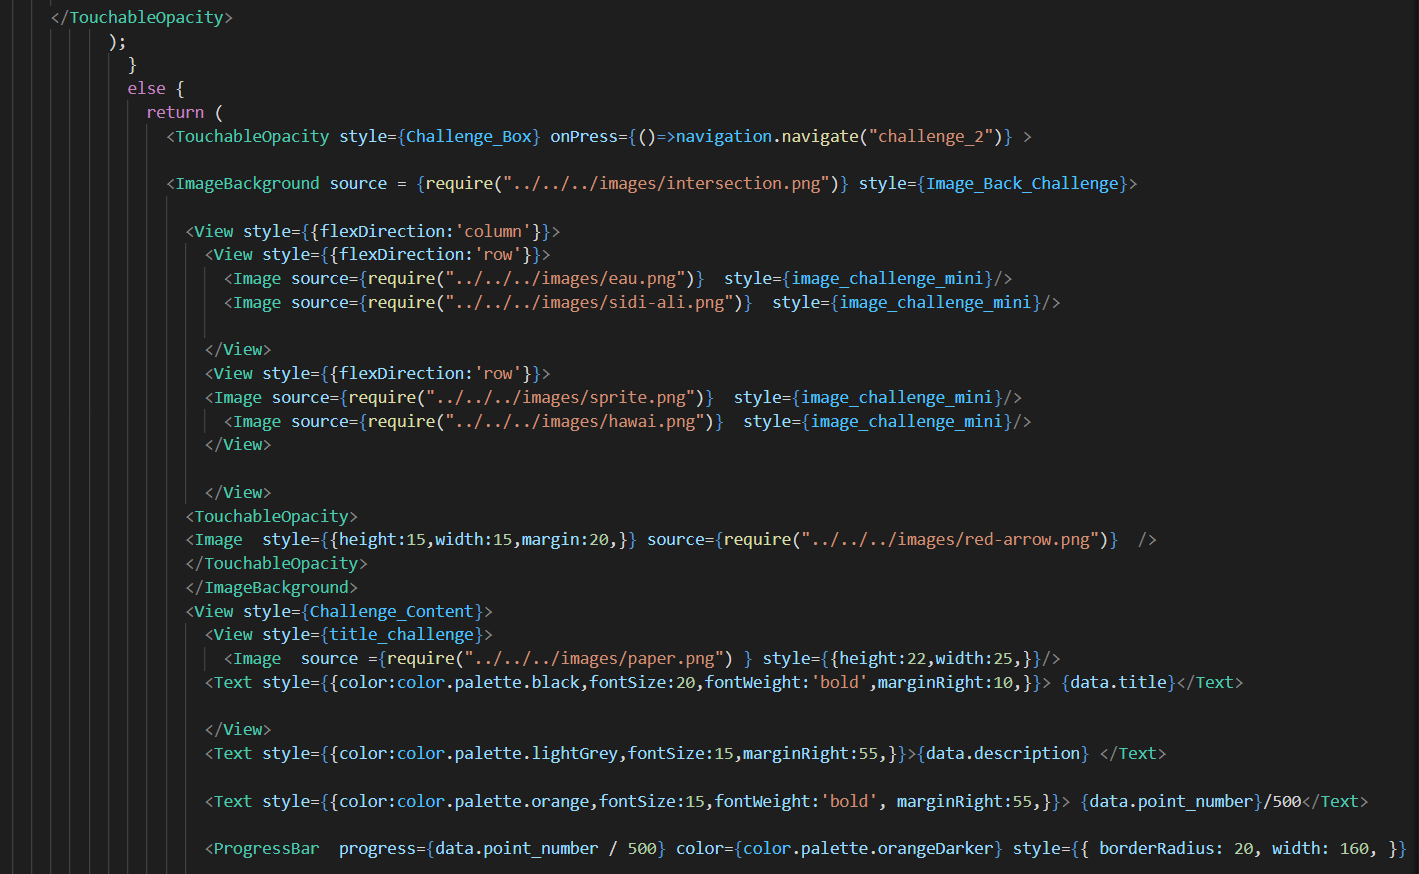 </TouchableOpacity>
);
}
else {
return (
<TouchableOpacity style={Challenge_Box} onPress={()=>navigation.navigate("challenge_2")} >
<ImageBackground source = {require("../../../images/intersection.png")} style={Image_Back_Challenge}>
<View style={{flexDirection:'column'}}>
<View style={{flexDirection:'row'}}>
<Image source={require("../../../images/eau.png")}  style={image_challenge_mini}/>
<Image source={require("../../../images/sidi-ali.png")}  style={image_challenge_mini}/>
</View>
<View style={{flexDirection:'row'}}>
<Image source={require("../../../images/sprite.png")}  style={image_challenge_mini}/>
<Image source={require("../../../images/hawai.png")}  style={image_challenge_mini}/>
</View>
</View>
<TouchableOpacity>
<Image  style={{height:15,width:15,margin:20,}} source={require("../../../images/red-arrow.png")}  />
</TouchableOpacity>
</ImageBackground>
<View style={Challenge_Content}>
<View style={title_challenge}>
<Image  source ={require("../../../images/paper.png") } style={{height:22,width:25,}}/>
<Text style={{color:color.palette.black,fontSize:20,fontWeight:'bold',marginRight:10,}}> {data.title}</Text>
</View>
<Text style={{color:color.palette.lightGrey,fontSize:15,marginRight:55,}}>{data.description} </Text>
<Text style={{color:color.palette.orange,fontSize:15,fontWeight:'bold', marginRight:55,}}> {data.point_number}/500</Text>
<ProgressBar  progress={data.point_number / 500} color={color.palette.orangeDarker} style={{ borderRadius: 20, width: 160, }}